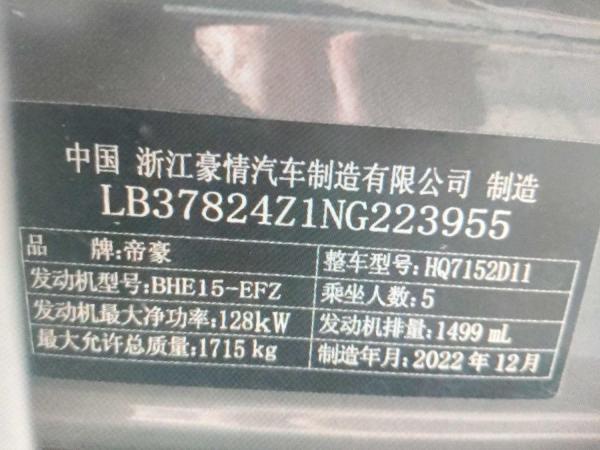 中国 浙江豪情汽车制造有限公司 制造
LB37824Z1NG223955
品 牌:帝豪 整车型号:HQ7152D11
发动机型号:BHE15-EFZ 乘坐人数:5
发动机最大净功率:128kW 发动机排量:1499 mL
最大允许总质量:1715 kg 制造年月:2022 年 12 月